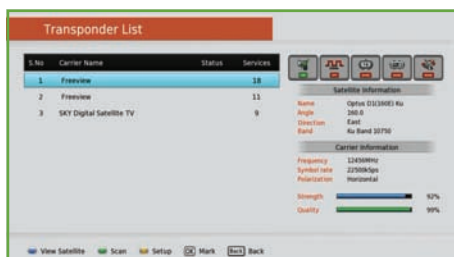 Transponder List
S.No Carrier Name Status Services
1 Freeview 18
2 Freeview 11
3 SKY Digital Satellite TV 9
Satellite Information
Name Optus D1(160E) Ku
Angle 160.0
Direction East
Band Ku Band 10750
Carrier Information
Frequency 12456MHz
Symbol rate 22500kSps
Polarization Horizontal
Strength 92%
Quality 99%
View Satellite Scan Setup OK Mark Back Back